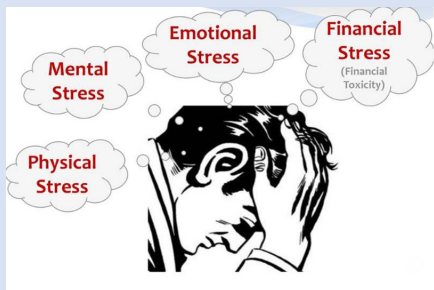 Physical
Stress
Mental
Stress
Emotional
Stress
Financial
Stress
(Financial
Toxicity)